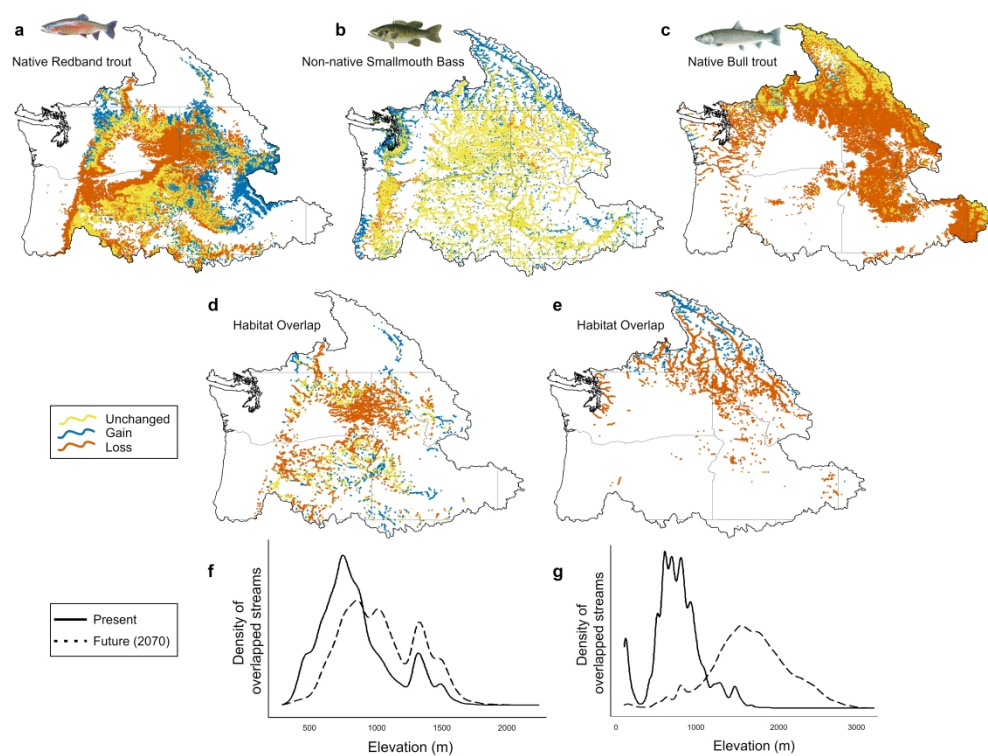 a
Native Redband trout
b
Non-native Smallmouth Bass
c
Native Bull trout
d
Habitat Overlap
e
Habitat Overlap
Unchanged
Gain
Loss
f
g
Present
Future (2070)
Density of
overlapped streams
500
1000
1500
2000
Elevation (m)
Density of
overlapped streams
0
1000
2000
3000
Elevation (m)